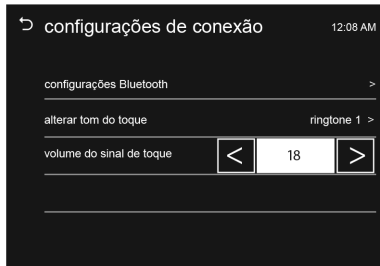 configurações de conexão 12:08 AM
configurações Bluetooth >
alterar tom do toque ringtone 1 >
volume do sinal de toque < 18 >